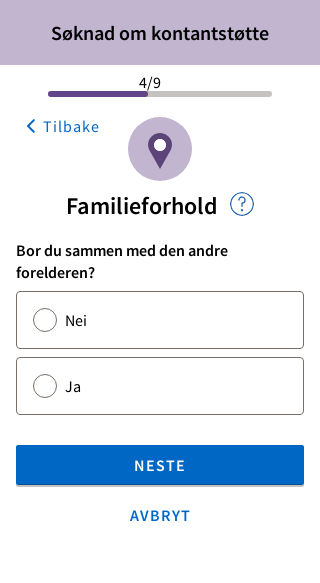 Søknad om kontantstøtte
4/9
Tilbake
Familieforhold ?
Bor du sammen med den andre
forelderen?
Nei
Ja
NESTE
AVBRYT